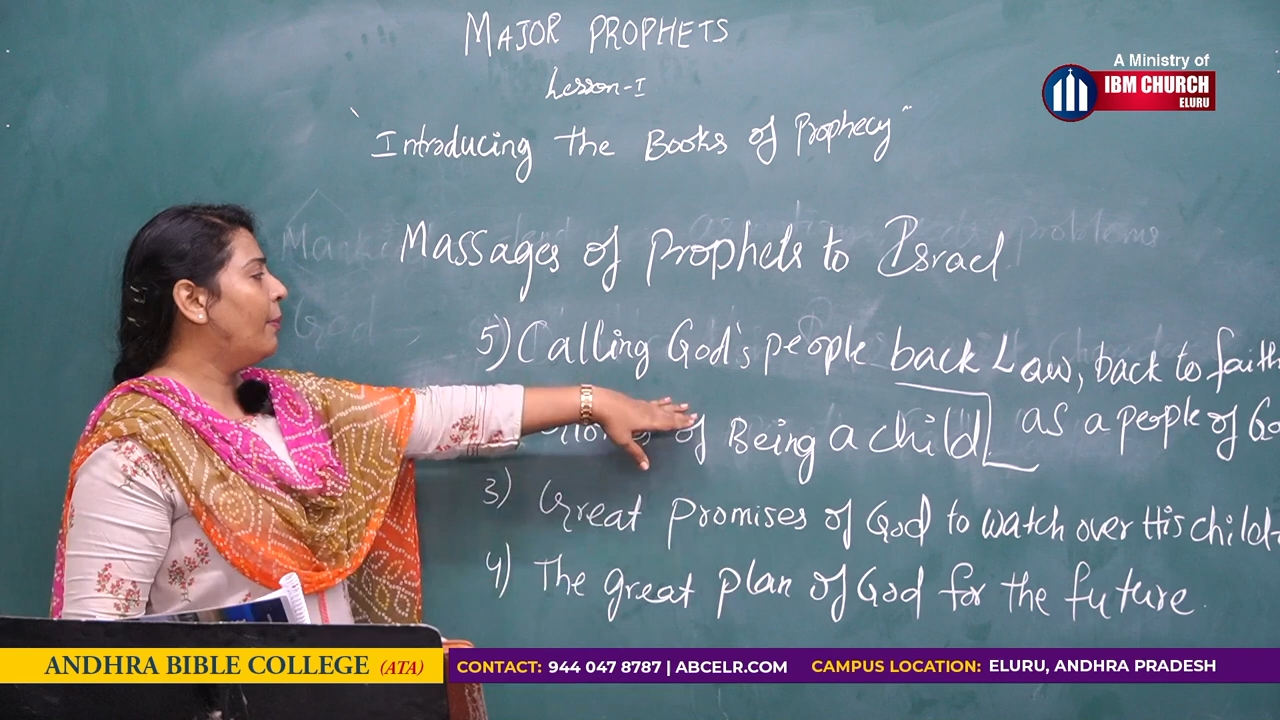 MAJOR PROPHETS
Lesson-I
"Introducing the Books of Prophecy"
Massages of Prophets to Israel
5) Calling God's people back Law, back to faith
of Being a child as a people of Go
3) Great promises of God to watch over His child-
4) The great plan of God for the future.
A Ministry of
IBM CHURCH
ELURU
ANDHRA BIBLE COLLEGE (ATA)
CONTACT: 944 047 8787 | ABCELR.COM CAMPUS LOCATION: ELURU, ANDHRA PRADESH